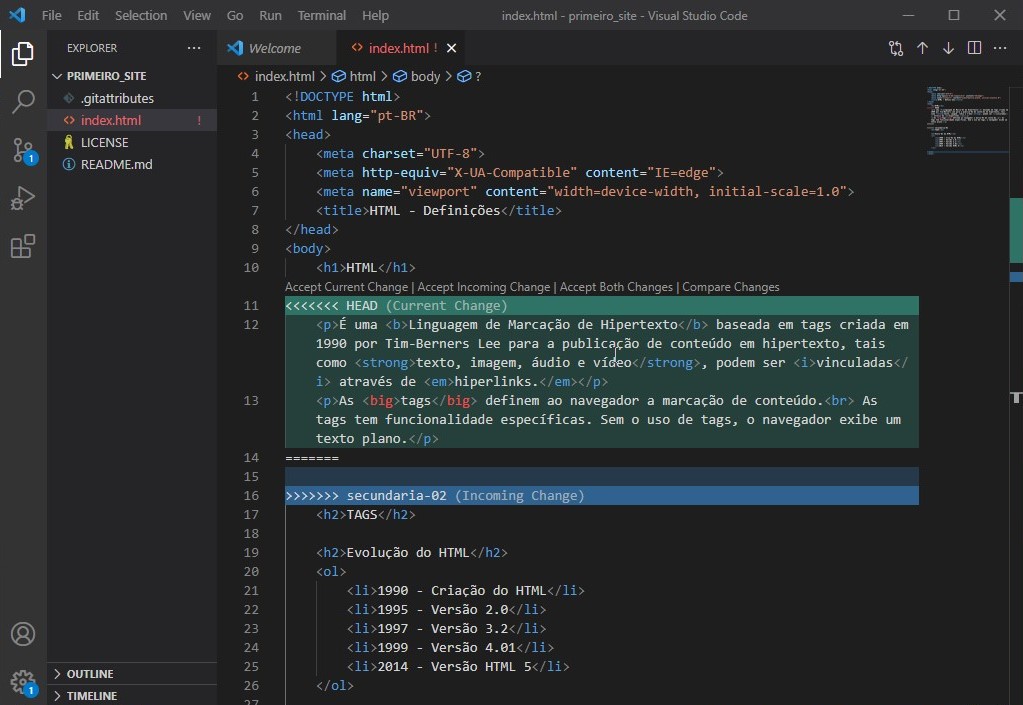 File Edit Selection View Go Run Terminal Help index.html - primeiro_site - Visual Studio Code
EXPLORER ···
Welcome
index.html !
PRIMEIRO_SITE
.gitattributes
index.html !
LICENSE
README.md
1
OUTLINE
1
TIMELINE
index.html > html > body > ?
1 <!DOCTYPE html>
2 <html lang="pt-BR">
3 <head>
4 <meta charset="UTF-8">
5 <meta http-equiv="X-UA-Compatible" content="IE=edge">
6 <meta name="viewport" content="width=device-width, initial-scale=1.0">
7 <title>HTML - Definições</title>
8 </head>
9 <body>
10 <h1>HTML</h1>
Accept Current Change | Accept Incoming Change | Accept Both Changes | Compare Changes
11 <<<<<<< HEAD (Current Change)
12 <p>É uma <b>Linguagem de Marcação de Hipertexto</b> baseada em tags criada em
1990 por Tim-Berners Lee para a publicação de conteúdo em hipertexto, tais
como <strong>texto, imagem, áudio e vídeo</strong>, podem ser <i>vinculadas</
i> através de <em>hiperlinks.</em></p>
13 <p>As <big>tags</big> definem ao navegador a marcação de conteúdo.<br> As
tags tem funcionalidade específicas. Sem o uso de tags, o navegador exibe um
texto plano.</p>
14 =======
15
16 >>>>>>> secundaria-02 (Incoming Change)
17 <h2>TAGS</h2>
18
19 <h2>Evolução do HTML</h2>
20 <ol>
21 <li>1990 - Criação do HTML</li>
22 <li>1995 - Versão 2.0</li>
23 <li>1997 - Versão 3.2</li>
24 <li>1999 - Versão 4.01</li>
25 <li>2014 - Versão HTML 5</li>
26 </ol>
27